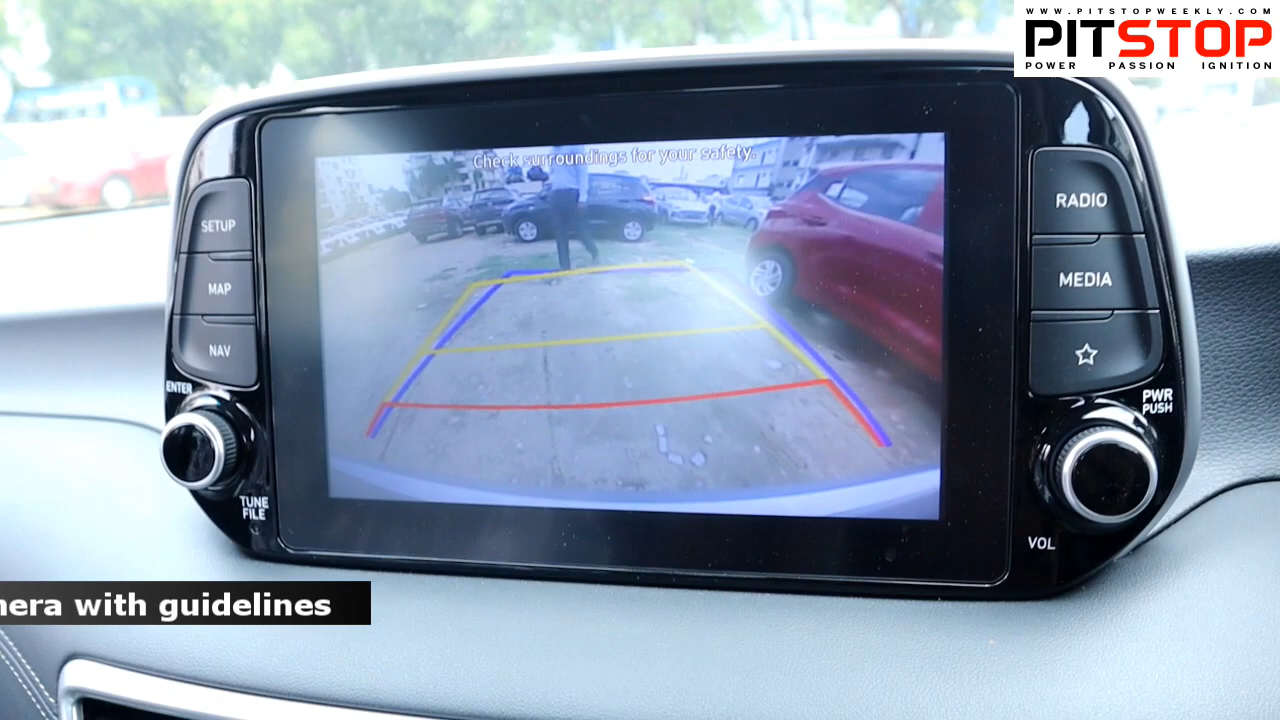 WWW.PITSTOPWEEKLY.COM
PITSTOP
POWER PASSION IGNITION
Check surroundings for your safety.
SETUP
MAP
NAV
ENTER
TUNE
FILE
RADIO
MEDIA
PWR
PUSH
VOL
with guidelines